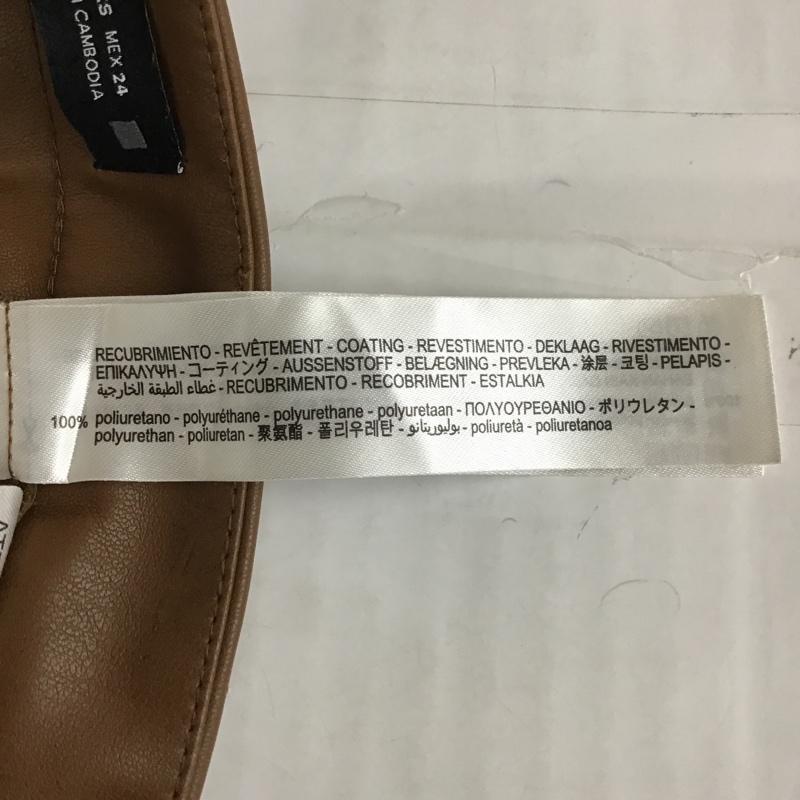 MEX 24
CAMBODIA
RECUBRIMIENTO - REVÊTEMENT - COATING - REVESTIMENTO - DEKLAAG - RIVESTIMENTO -
ΕΠΙΚΑΛΥΨΗ - コーティング - AUSSENSTOFF - BELÆGNING - PREVLEKA - 涂层 - 코팅 - PELAPIS -
غطاء الطبقة الخارجية - RECUBRIMENTO - RECOBRIMENT - ESTALKIA
100% poliuretano - polyuréthane - polyurethane - polyuretaan - ΠΟΛΥΟΥΡΕΘΑΝΙΟ - ポリウレタン -
polyurethan - poliuretan - 聚氨酯 - 폴리우레탄 - بوليوريتانو - poliuretà - poliuretanoa